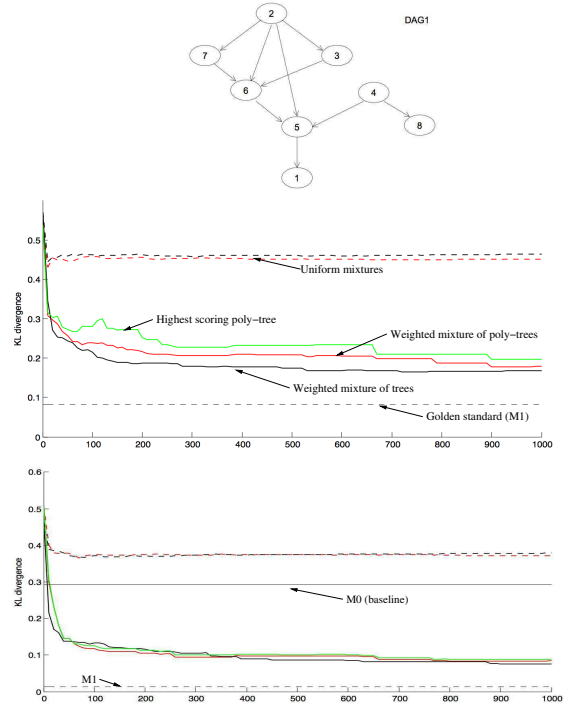 DAG1
2
7
3
6
4
5
8
1
KL divergence
0.5
0.4
0.3
0.2
0.1
0
Uniform mixtures
Highest scoring poly-tree
Weighted mixture of poly-trees
Weighted mixture of trees
Golden standard (M1)
0 100 200 300 400 500 600 700 800 900 1000
KL divergence
0.6
0.5
0.4
0.3
0.2
0.1
0
M0 (baseline)
M1
0 100 200 300 400 500 600 700 800 900 1000